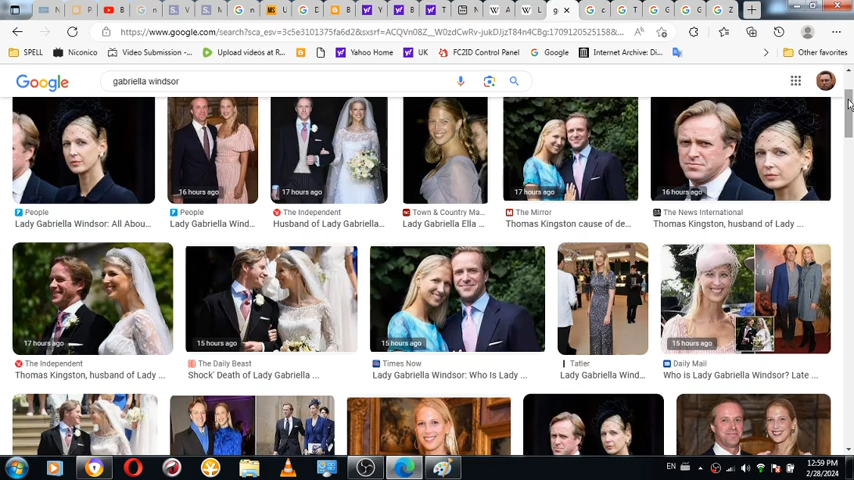 https://www.google.com/search?sca_esv=3c5e3101375fa6d2&sxsrf=ACQVn08Z__W0zdCwRv-jukDJjzT84n4CBg:1709120525158&...
SPELL
Niconico
Video Submission -...
Upload videos at R...
Yahoo Home
UK
FC2ID Control Panel
Google
Internet Archive: Di...
Other favorites
Google
gabriella windsor
16 hours ago
17 hours ago
17 hours ago
16 hours ago
People
People
The Independent
Town & Country Ma...
The Mirror
The News International
Lady Gabriella Windsor: All Abou...
Lady Gabriella Wind...
Husband of Lady Gabriella...
Lady Gabriella Ella ...
Thomas Kingston cause of de...
Thomas Kingston, husband of Lady ...
17 hours ago
15 hours ago
15 hours ago
15 hours ago
The Independent
The Daily Beast
Times Now
Tatler
Daily Mail
Thomas Kingston, husband of Lady ...
Shock' Death of Lady Gabriella ...
Lady Gabriella Windsor: Who Is Lady ...
Lady Gabriella Wind...
Who is Lady Gabriella Windsor? Late ...
EN
12:59 PM
2/28/2024